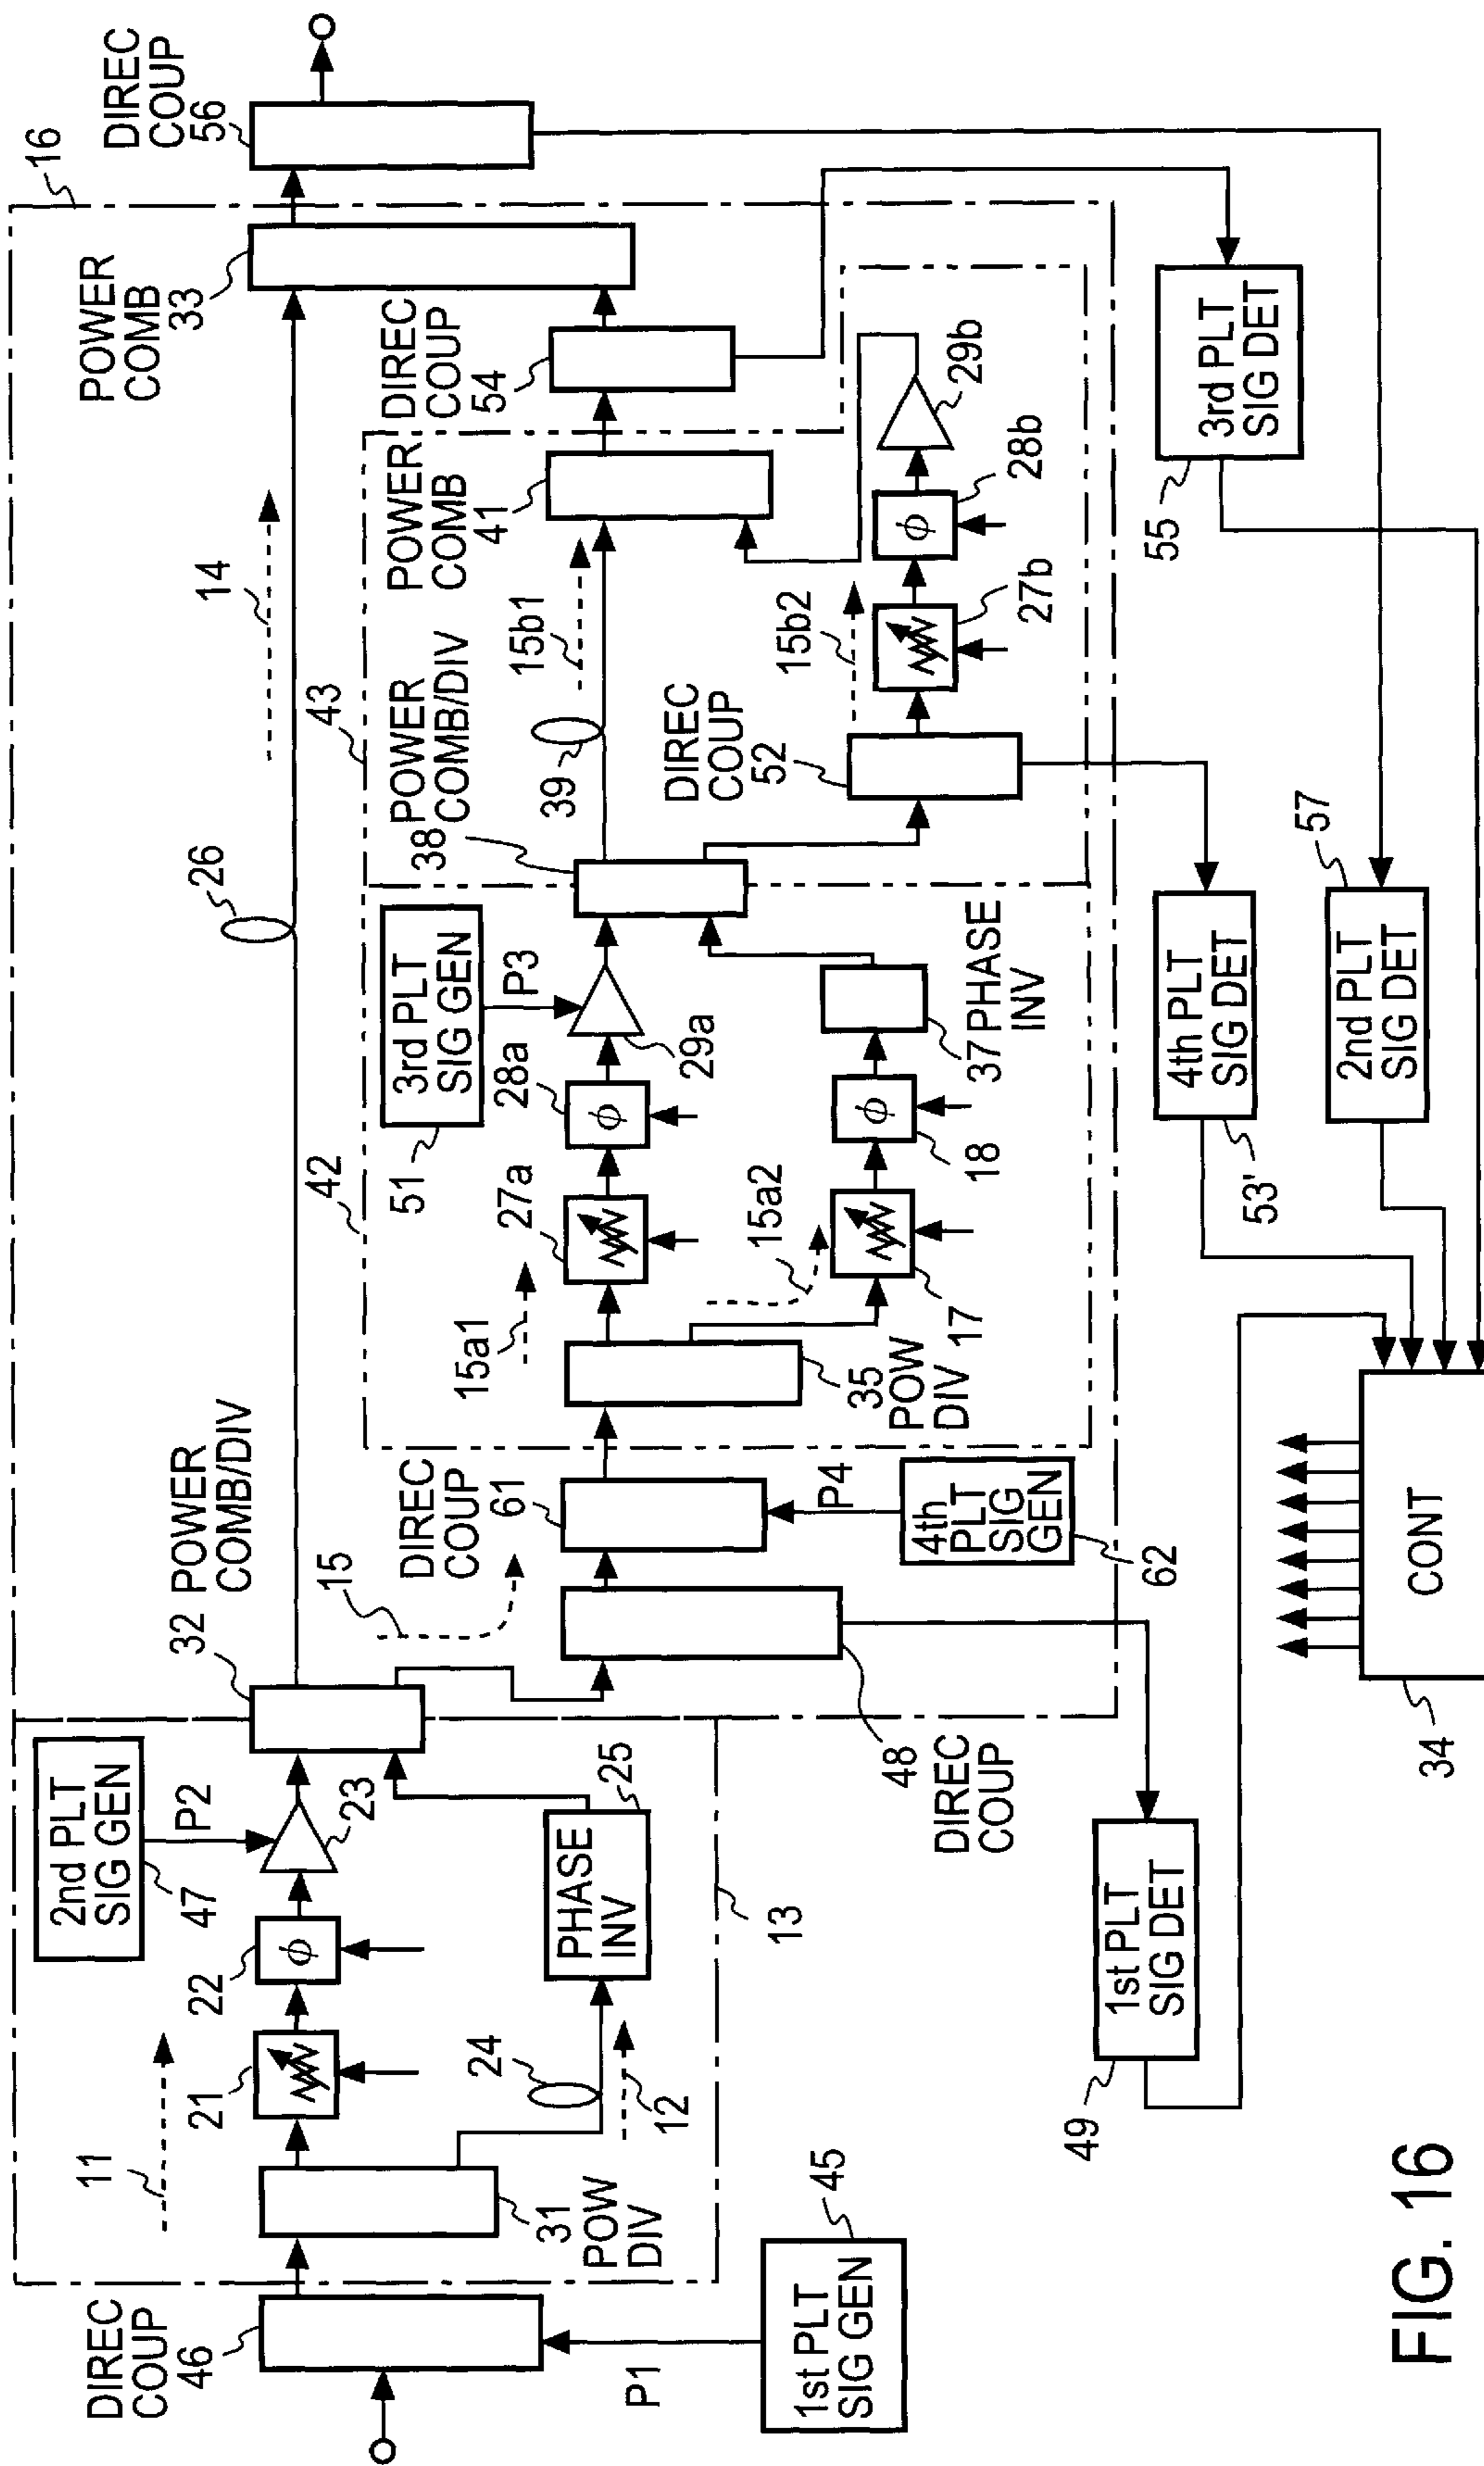 DIREC
COUP
46
P1
1st PLT
SIG GEN
45
11
31
POW
DIV
21
22
2nd PLT
SIG GEN
47
P2
23
24
12
PHASE
INV
25
13
32
POWER
COMB/DIV
15
48
DIREC
COUP
1st PLT
SIG DET
49
DIREC
COUP
61
P4
4th
PLT
SIG
GEN
62
26
14
42
43
15a1
35
POW
DIV
27a
28a
3rd PLT
SIG GEN
51
P3
29a
15a2
17
18
37 PHASE
INV
38
POWER
COMB/DIV
39
15b1
DIREC
COUP
52
15b2
27b
28b
29b
POWER
COMB
41
DIREC
COUP
54
POWER
COMB
33
16
DIREC
COUP
56
3rd PLT
SIG DET
55
4th PLT
SIG DET
53'
2nd PLT
SIG DET
57
CONT
34
ϕ
ϕ
ϕ
ϕ
FIG. 16